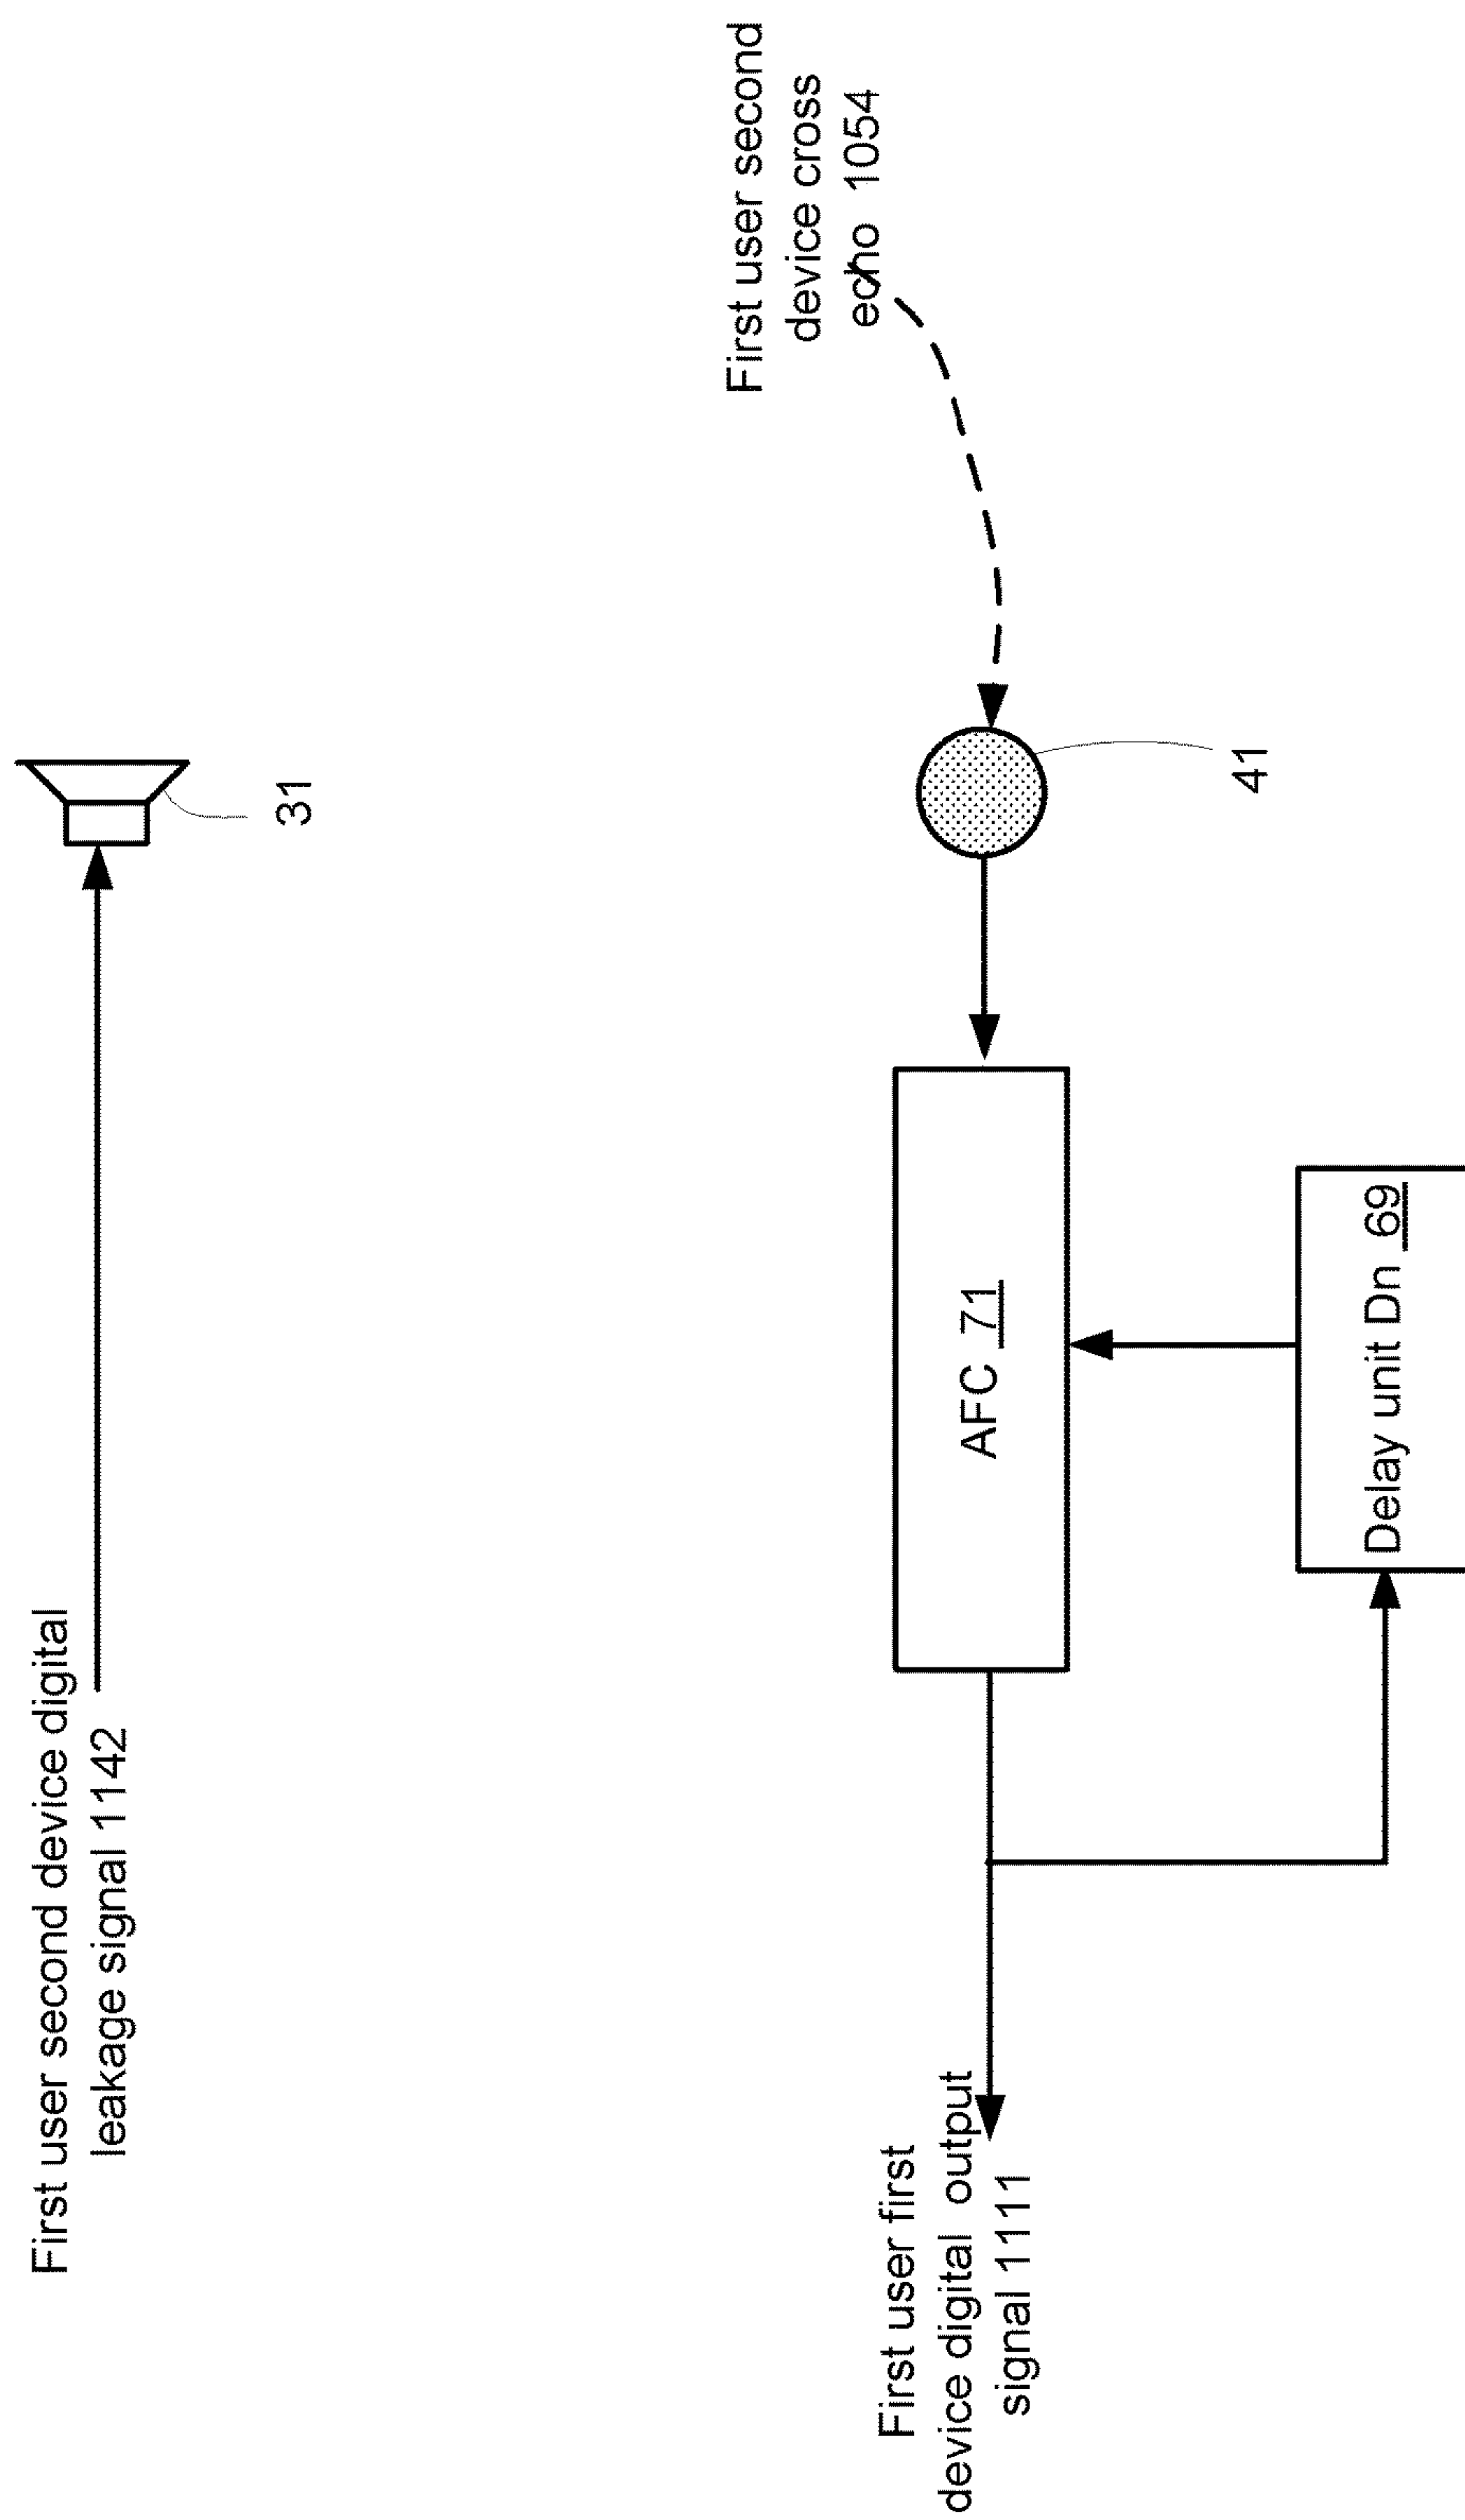 First user second device digital
leakage signal 1142
31
First user second
device cross
echo 1054
41
AFC 71
Delay unit Dn 69
First user first
device digital output
signal 1111